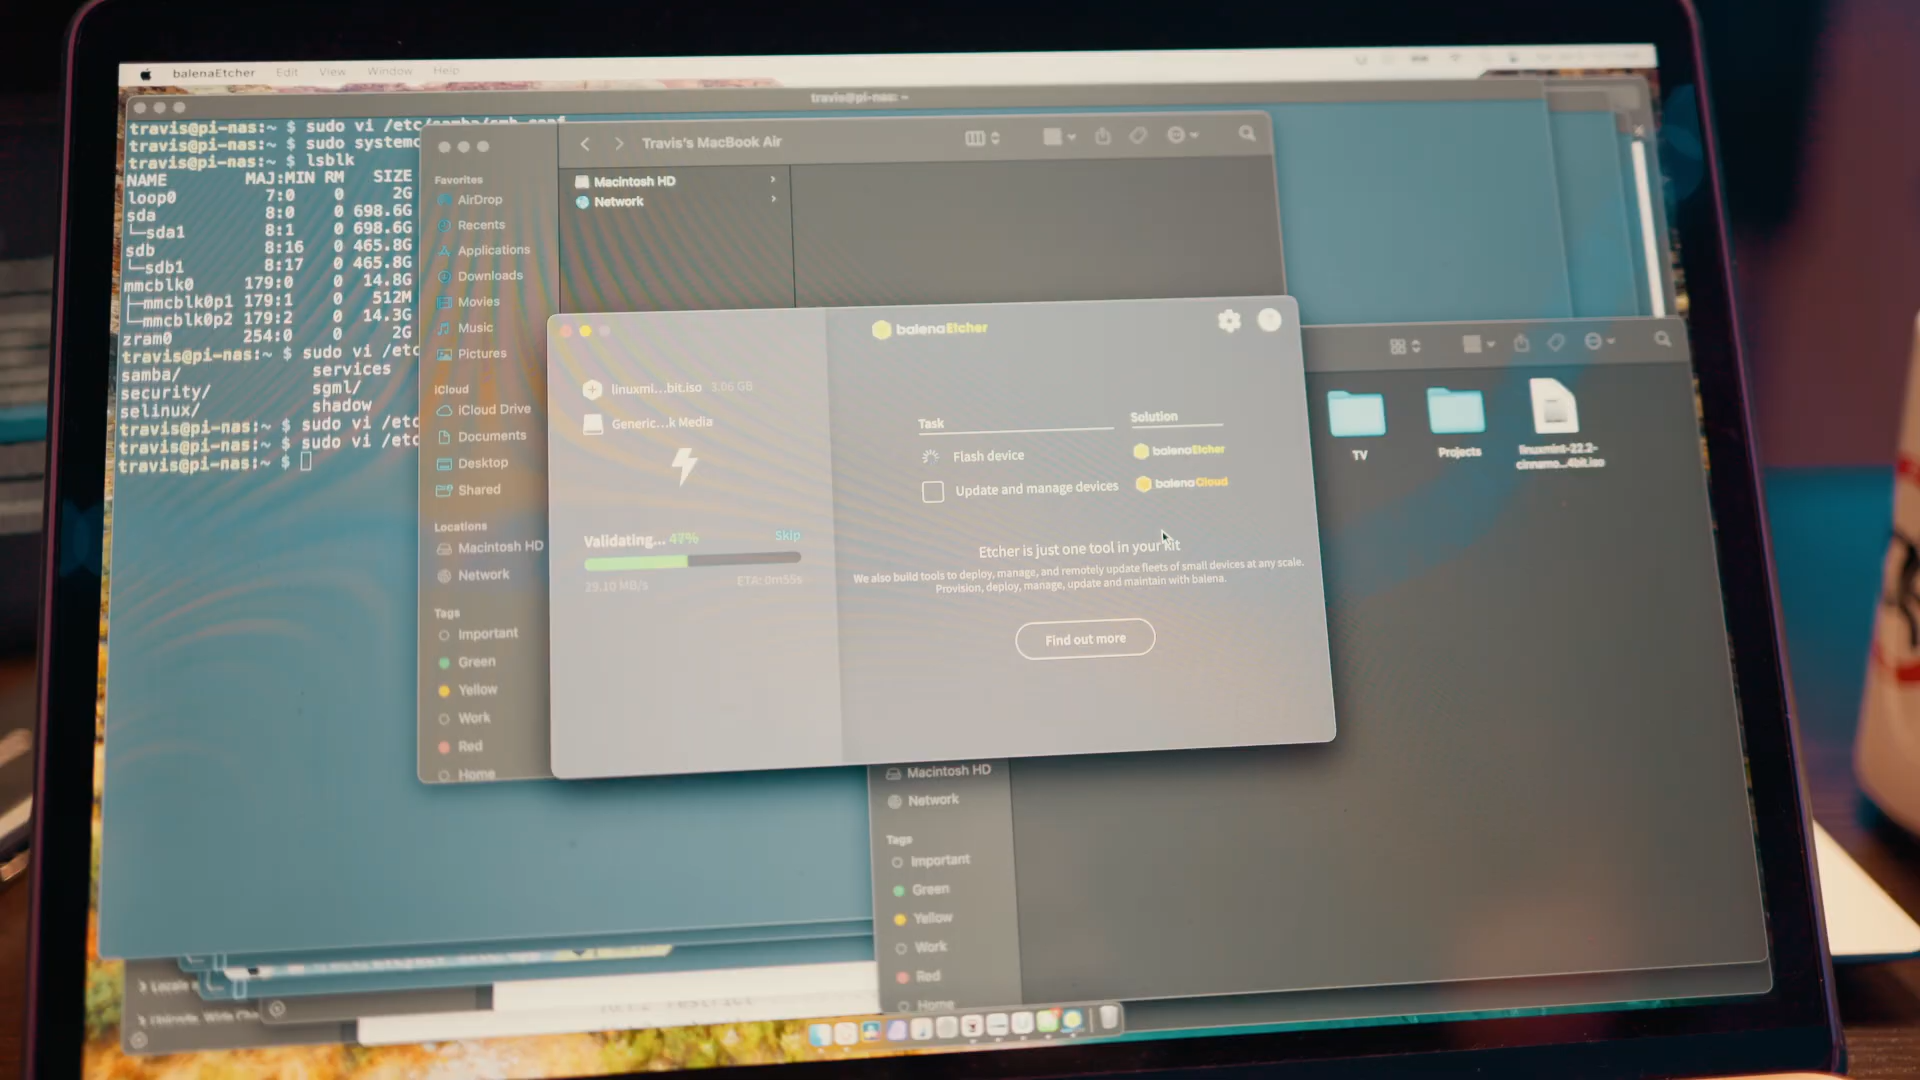 balenaEtcher Edit View Window Help
travis@pi-nas: ~
travis@pi-nas:~ $ sudo vi /etc/samba/smb.conf
travis@pi-nas:~ $ sudo systemc
travis@pi-nas:~ $ lsblk
NAME MAJ:MIN RM SIZE
loop0 7:0 0 2G
sda 8:0 0 698.6G
└─sda1 8:1 0 698.6G
sdb 8:16 0 465.8G
└─sdb1 8:17 0 465.8G
mmcblk0 179:0 0 14.8G
├─mmcblk0p1 179:1 0 512M
└─mmcblk0p2 179:2 0 14.3G
zram0 254:0 0 2G
travis@pi-nas:~ $ sudo vi /etc
samba/ services
security/ sgml/
selinux/ shadow
travis@pi-nas:~ $ sudo vi /etc
travis@pi-nas:~ $ sudo vi /etc
travis@pi-nas:~ $
Travis's MacBook Air
Favorites
AirDrop
Recents
Applications
Downloads
Movies
Music
Pictures
iCloud
iCloud Drive
Documents
Desktop
Shared
Locations
Macintosh HD
Network
Tags
Important
Green
Yellow
Work
Red
Home
Macintosh HD
Network
balenaEtcher
linuxmi...bit.iso 3.06 GB
Generic...k Media
Validating... 47% Skip
29.10 MB/s ETA: 0m55s
Task Solution
Flash device balenaEtcher
Update and manage devices balenaCloud
Etcher is just one tool in your kit
We also build tools to deploy, manage, and remotely update fleets of small devices at any scale.
Provision, deploy, manage, update and maintain with balena.
Find out more
TV
Projects
linuxmint-22.2-
cinnamo...4bit.iso
Macintosh HD
Network
Tags
Important
Green
Yellow
Work
Red
Home